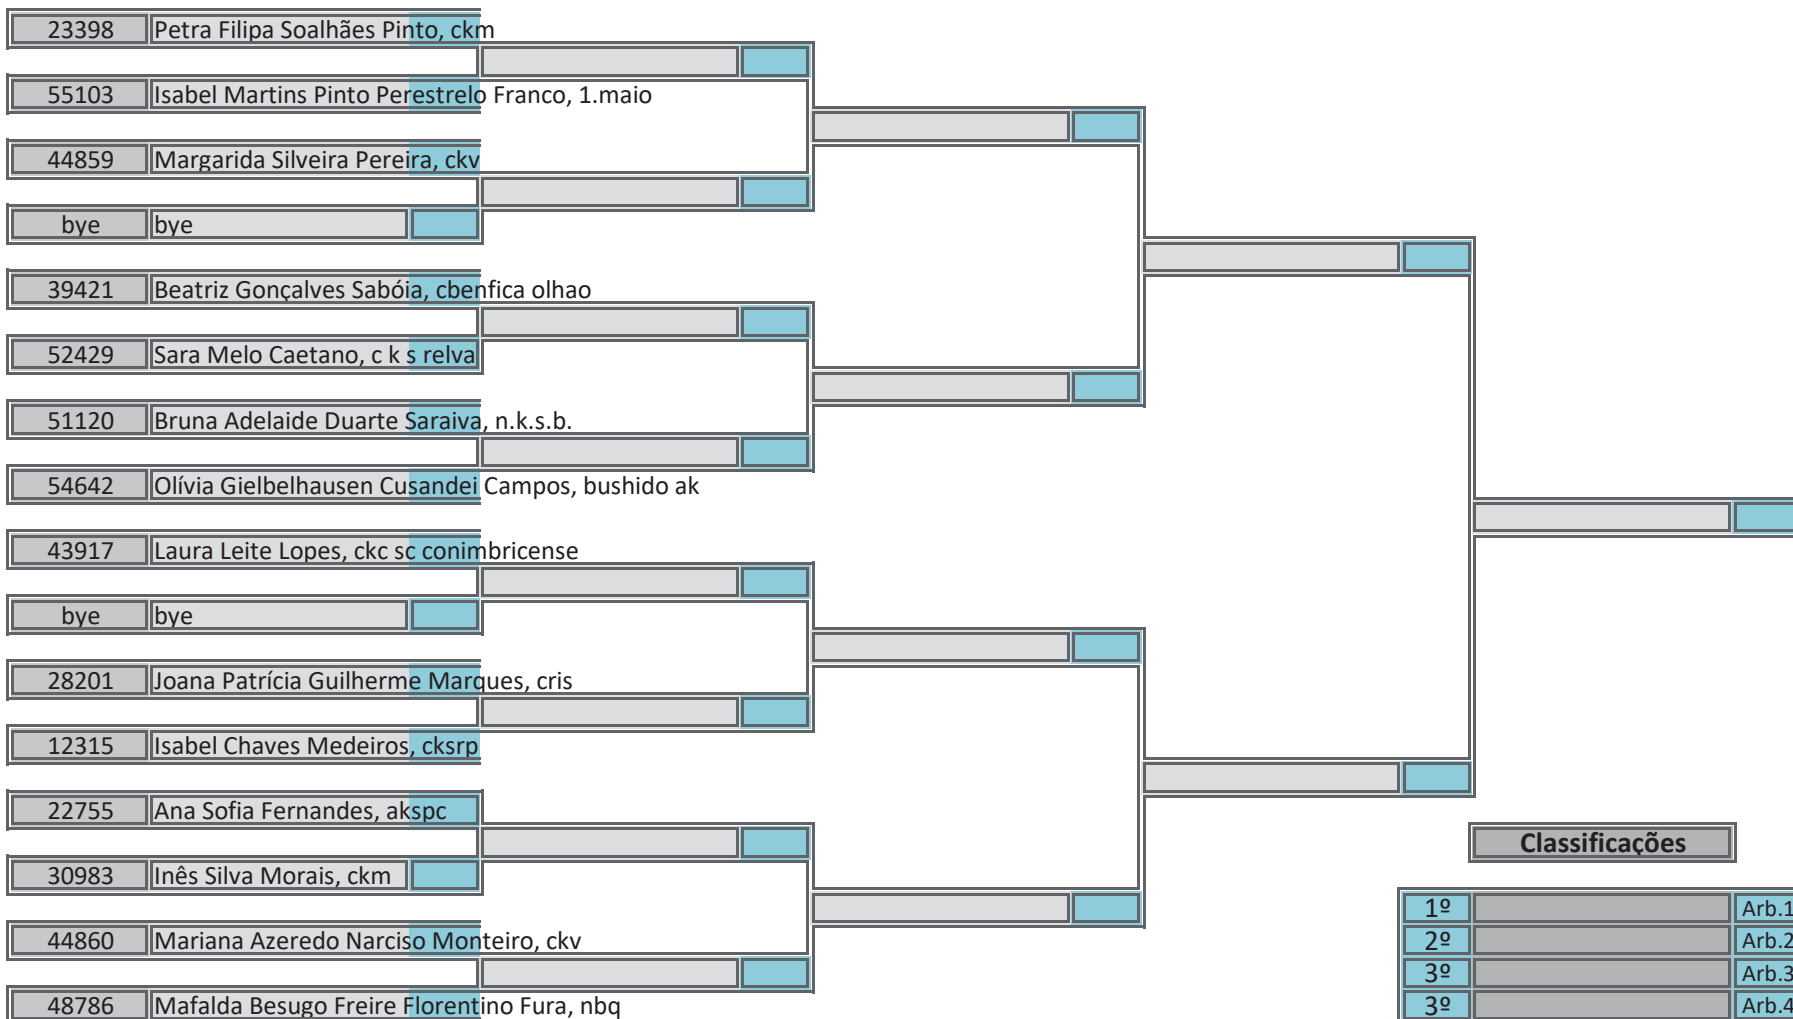 23398 Petra Filipa Soalhães Pinto, ckm
55103 Isabel Martins Pinto Perestrelo Franco, 1.maio
44859 Margarida Silveira Pereira, ckv
bye bye
39421 Beatriz Gonçalves Sabóia, cbenfica olhao
52429 Sara Melo Caetano, c k s relva
51120 Bruna Adelaide Duarte Saraiva, n.k.s.b.
54642 Olívia Gielbelhausen Cusandei Campos, bushido ak
43917 Laura Leite Lopes, ckc sc conimbricense
bye bye
28201 Joana Patrícia Guilherme Marques, cris
12315 Isabel Chaves Medeiros, cksrp
22755 Ana Sofia Fernandes, akspc
30983 Inês Silva Morais, ckm
44860 Mariana Azeredo Narciso Monteiro, ckv
48786 Mafalda Besugo Freire Florentino Fura, nbq
Classificações
1º Arb.1
2º Arb.2
3º Arb.3
3º Arb.4